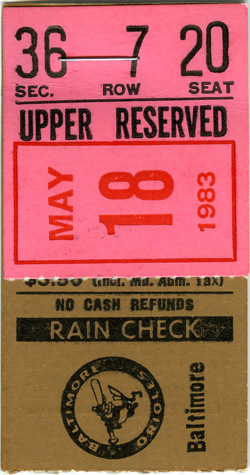 36 7 20
SEC. ROW SEAT
UPPER RESERVED
MAY
18
1983
(Incl. Md. Adm. Tax)
NO CASH REFUNDS
RAIN CHECK
BALTIMORE
ORIOLES
Baltimore